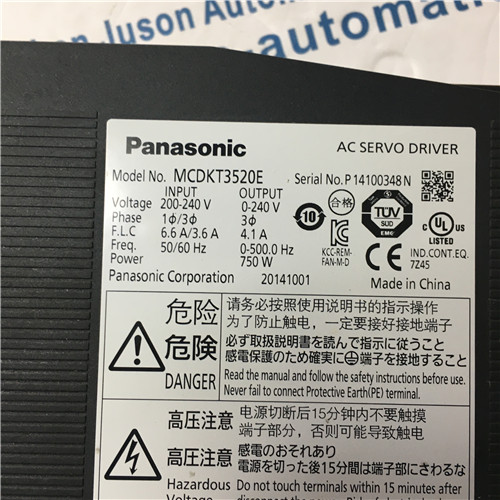 Juson Automa
-automati
Panasonic AC SERVO DRIVER
Model No. MCDKT3520E Serial No. P14100348N
INPUT OUTPUT
Voltage 200-240 V 0-240 V
Phase 1ϕ/3ϕ 3ϕ
F.L.C 6.6 A/3.6 A 4.1 A
Freq. 50/60 Hz 0-500.0 Hz
Power 750 W
10
合格
KCC-REM-
FAN-M-D
TÜV
SÜD
EMC
CE
c UL US
LISTED
IND.CONT.EQ.
7Z45
Panasonic Corporation 20141001 Made in China
危险
危険
DANGER
请务必按照使用说明书的指示操作
为了防止触电，一定要接好接地端子
必ず取扱説明書を読んで指示に従うこと
感電保護のため確実に⏚端子を接地すること
Read the manual and follow the safety instructions before use.
Never fail to connect Protective Earth(PE) terminal.
高压注意
高圧注意
Hazardous
Voltage
电源切断后15分钟内不要触摸
端子部分，否则可能导致触电
感電のおそれあり
電源を切った後15分間は端子部にさわるな
Do not touch terminals within 15 minutes after